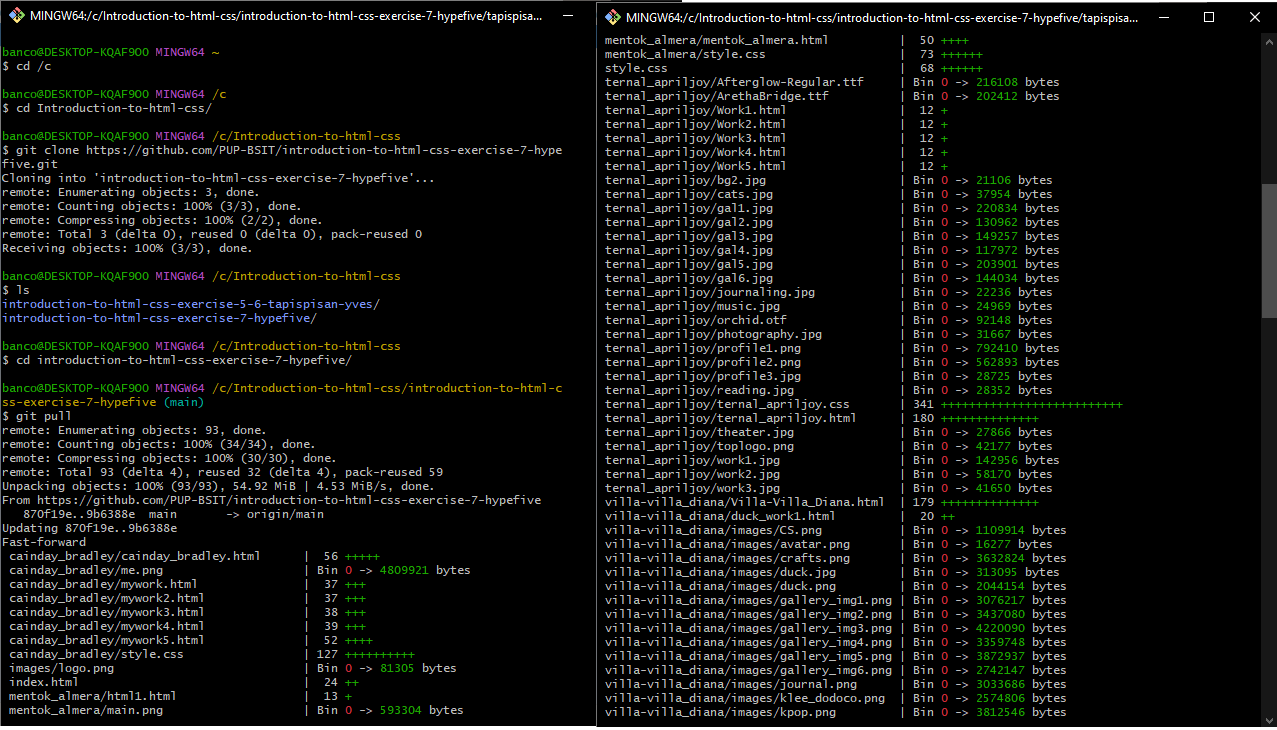 MINGW64:/c/Introduction-to-html-css/introduction-to-html-css-exercise-7-hypefive/tapispisa...
banco@DESKTOP-KQAF900 MINGW64 ~
$ cd /c
banco@DESKTOP-KQAF900 MINGW64 /c
$ cd Introduction-to-html-css/
banco@DESKTOP-KQAF900 MINGW64 /c/Introduction-to-html-css
$ git clone https://github.com/PUP-BSIT/introduction-to-html-css-exercise-7-hype
five.git
Cloning into 'introduction-to-html-css-exercise-7-hypefive'...
remote: Enumerating objects: 3, done.
remote: Counting objects: 100% (3/3), done.
remote: Compressing objects: 100% (2/2), done.
remote: Total 3 (delta 0), reused 0 (delta 0), pack-reused 0
Receiving objects: 100% (3/3), done.
banco@DESKTOP-KQAF900 MINGW64 /c/Introduction-to-html-css
$ ls
introduction-to-html-css-exercise-5-6-tapispisan-yves/
introduction-to-html-css-exercise-7-hypefive/
banco@DESKTOP-KQAF900 MINGW64 /c/Introduction-to-html-css
$ cd introduction-to-html-css-exercise-7-hypefive/
banco@DESKTOP-KQAF900 MINGW64 /c/Introduction-to-html-css/introduction-to-html-c
ss-exercise-7-hypefive (main)
$ git pull
remote: Enumerating objects: 93, done.
remote: Counting objects: 100% (34/34), done.
remote: Compressing objects: 100% (30/30), done.
remote: Total 93 (delta 4), reused 32 (delta 4), pack-reused 59
Unpacking objects: 100% (93/93), 54.92 MiB | 4.53 MiB/s, done.
From https://github.com/PUP-BSIT/introduction-to-html-css-exercise-7-hypefive
870f19e..9b6388e main -> origin/main
Updating 870f19e..9b6388e
Fast-forward
cainday_bradley/cainday_bradley.html | 56 +++++
cainday_bradley/me.png | Bin 0 -> 4809921 bytes
cainday_bradley/mywork.html | 37 +++
cainday_bradley/mywork2.html | 37 +++
cainday_bradley/mywork3.html | 38 +++
cainday_bradley/mywork4.html | 39 +++
cainday_bradley/mywork5.html | 52 ++++
cainday_bradley/style.css | 127 ++++++++++
images/logo.png | Bin 0 -> 81305 bytes
index.html | 24 ++
mentok_almera/html1.html | 13 +
mentok_almera/main.png | Bin 0 -> 593304 bytes
MINGW64:/c/Introduction-to-html-css/introduction-to-html-css-exercise-7-hypefive/tapispisa...
mentok_almera/mentok_almera.html | 50 ++++
mentok_almera/style.css | 73 ++++++
style.css | 68 ++++++
ternal_apriljoy/Afterglow-Regular.ttf | Bin 0 -> 216108 bytes
ternal_apriljoy/ArethaBridge.ttf | Bin 0 -> 202412 bytes
ternal_apriljoy/Work1.html | 12 +
ternal_apriljoy/Work2.html | 12 +
ternal_apriljoy/Work3.html | 12 +
ternal_apriljoy/Work4.html | 12 +
ternal_apriljoy/Work5.html | 12 +
ternal_apriljoy/bg2.jpg | Bin 0 -> 21106 bytes
ternal_apriljoy/cats.jpg | Bin 0 -> 37954 bytes
ternal_apriljoy/gal1.jpg | Bin 0 -> 220834 bytes
ternal_apriljoy/gal2.jpg | Bin 0 -> 130962 bytes
ternal_apriljoy/gal3.jpg | Bin 0 -> 149257 bytes
ternal_apriljoy/gal4.jpg | Bin 0 -> 117972 bytes
ternal_apriljoy/gal5.jpg | Bin 0 -> 203901 bytes
ternal_apriljoy/gal6.jpg | Bin 0 -> 144034 bytes
ternal_apriljoy/journaling.jpg | Bin 0 -> 22236 bytes
ternal_apriljoy/music.jpg | Bin 0 -> 24969 bytes
ternal_apriljoy/orchid.otf | Bin 0 -> 92148 bytes
ternal_apriljoy/photography.jpg | Bin 0 -> 31667 bytes
ternal_apriljoy/profile1.png | Bin 0 -> 792410 bytes
ternal_apriljoy/profile2.png | Bin 0 -> 562893 bytes
ternal_apriljoy/profile3.jpg | Bin 0 -> 28725 bytes
ternal_apriljoy/reading.jpg | Bin 0 -> 28352 bytes
ternal_apriljoy/ternal_apriljoy.css | 341 ++++++++++++++++++++++++++
ternal_apriljoy/ternal_apriljoy.html | 180 ++++++++++++++
ternal_apriljoy/theater.jpg | Bin 0 -> 27866 bytes
ternal_apriljoy/toplogo.png | Bin 0 -> 42177 bytes
ternal_apriljoy/work1.jpg | Bin 0 -> 142956 bytes
ternal_apriljoy/work2.jpg | Bin 0 -> 58170 bytes
ternal_apriljoy/work3.jpg | Bin 0 -> 41650 bytes
villa-villa_diana/Villa-Villa_Diana.html | 179 ++++++++++++++
villa-villa_diana/duck_work1.html | 20 ++
villa-villa_diana/images/CS.png | Bin 0 -> 1109914 bytes
villa-villa_diana/images/avatar.png | Bin 0 -> 16277 bytes
villa-villa_diana/images/crafts.png | Bin 0 -> 3632824 bytes
villa-villa_diana/images/duck.jpg | Bin 0 -> 313095 bytes
villa-villa_diana/images/duck.png | Bin 0 -> 2044154 bytes
villa-villa_diana/images/gallery_img1.png | Bin 0 -> 3076217 bytes
villa-villa_diana/images/gallery_img2.png | Bin 0 -> 3437080 bytes
villa-villa_diana/images/gallery_img3.png | Bin 0 -> 4220090 bytes
villa-villa_diana/images/gallery_img4.png | Bin 0 -> 3359748 bytes
villa-villa_diana/images/gallery_img5.png | Bin 0 -> 3872937 bytes
villa-villa_diana/images/gallery_img6.png | Bin 0 -> 2742147 bytes
villa-villa_diana/images/journal.png | Bin 0 -> 3033686 bytes
villa-villa_diana/images/klee_dodoco.png | Bin 0 -> 2574806 bytes
villa-villa_diana/images/kpop.png | Bin 0 -> 3812546 bytes